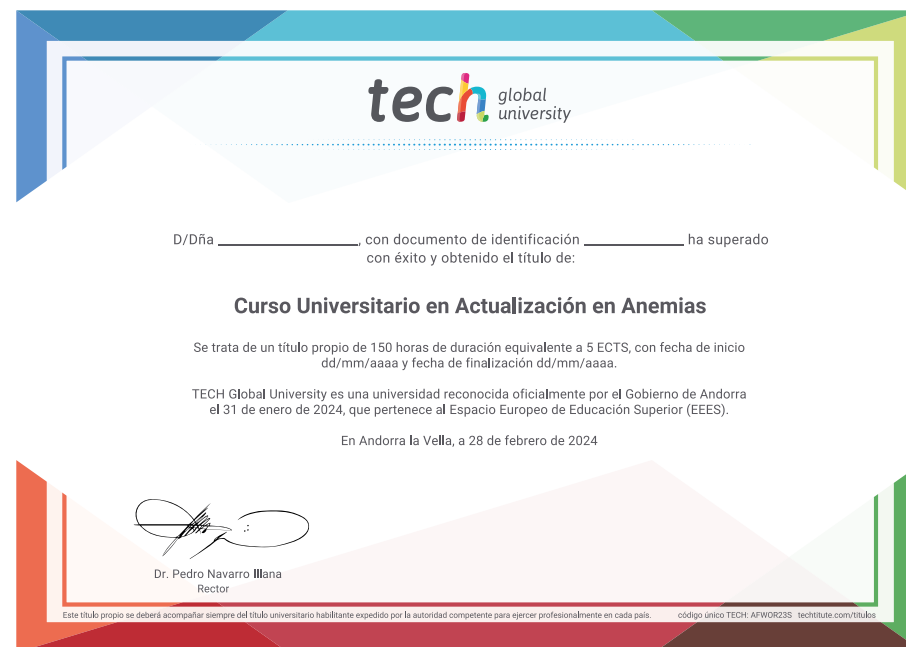 tech global university
D/Dña ____________________, con documento de identificación ______________ ha superado
con éxito y obtenido el título de:
Curso Universitario en Actualización en Anemias
Se trata de un título propio de 150 horas de duración equivalente a 5 ECTS, con fecha de inicio
dd/mm/aaaa y fecha de finalización dd/mm/aaaa.
TECH Global University es una universidad reconocida oficialmente por el Gobierno de Andorra
el 31 de enero de 2024, que pertenece al Espacio Europeo de Educación Superior (EEES).
En Andorra la Vella, a 28 de febrero de 2024
Dr. Pedro Navarro Illana
Rector
Este título propio se deberá acompañar siempre del título universitario habilitante expedido por la autoridad competente para ejercer profesionalmente en cada país. código único TECH: AFWOR23S techtitute.com/titulos